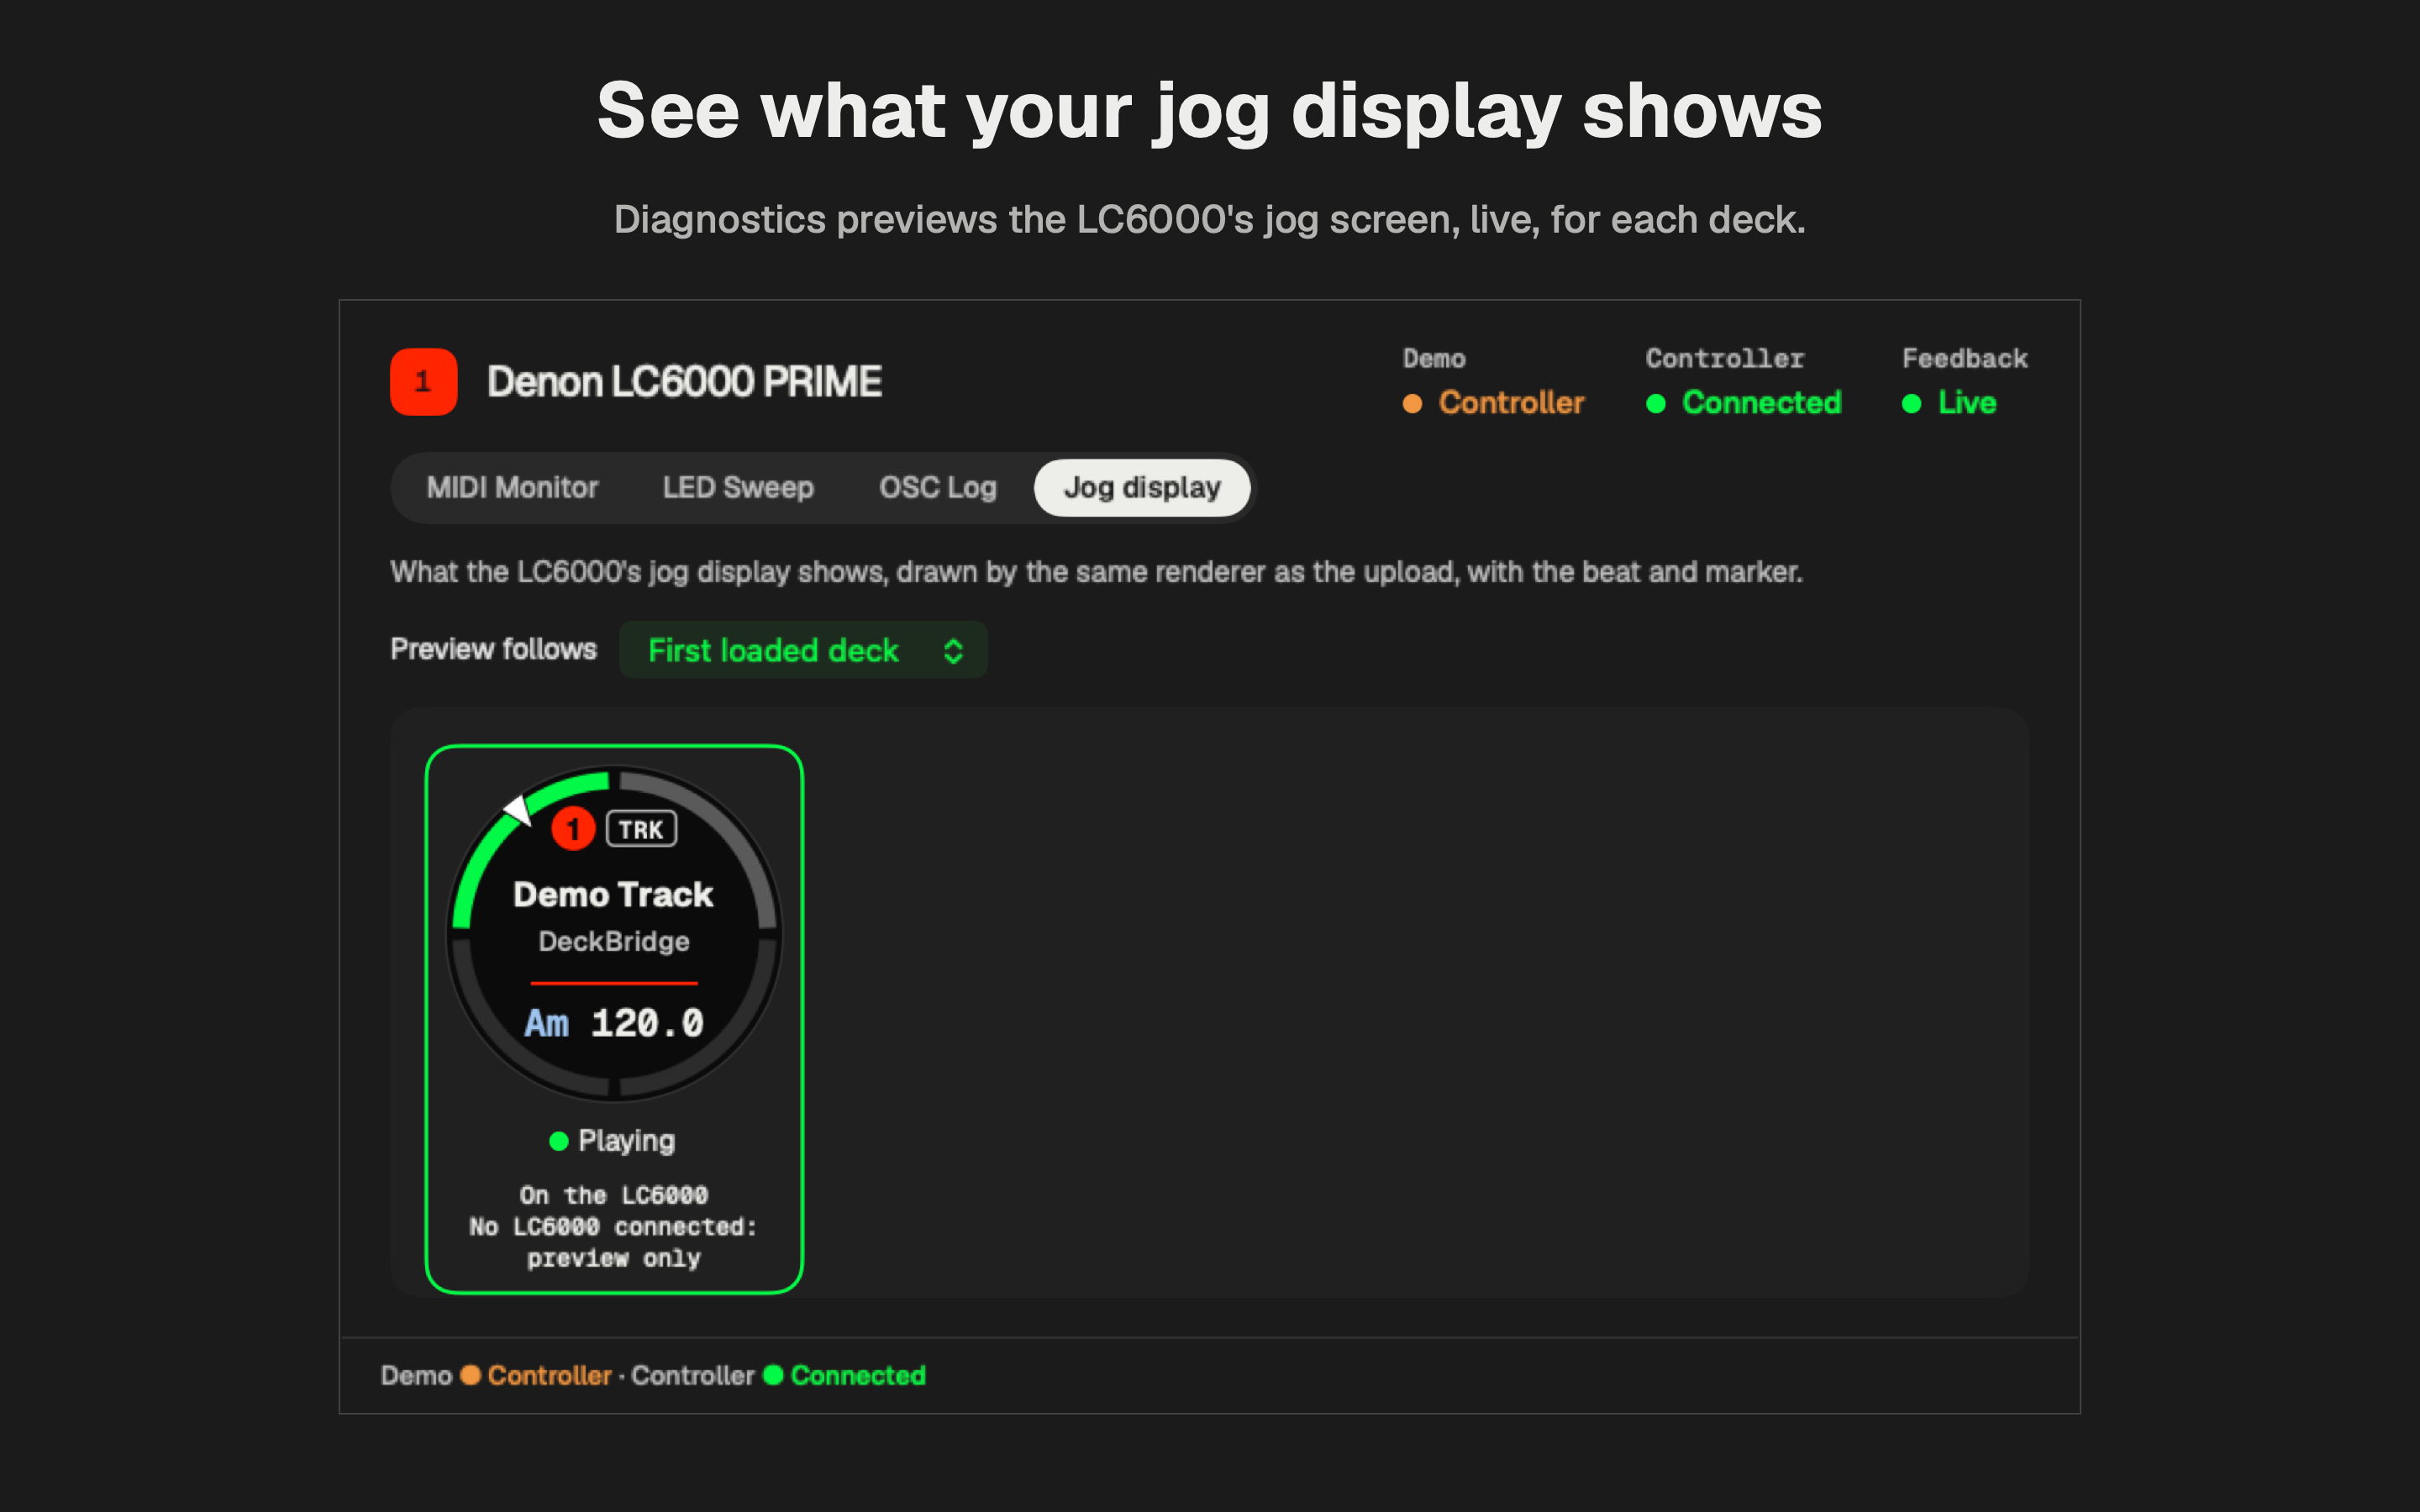 See what your jog display shows
Diagnostics previews the LC6000's jog screen, live, for each deck.
1 Denon LC6000 PRIME
Demo
Controller
Controller
Connected
Feedback
Live
MIDI Monitor LED Sweep OSC Log Jog display
What the LC6000's jog display shows, drawn by the same renderer as the upload, with the beat and marker.
Preview follows First loaded deck
1 TRK
Demo Track
DeckBridge
Am 120.0
Playing
On the LC6000
No LC6000 connected:
preview only
Demo Controller · Controller Connected